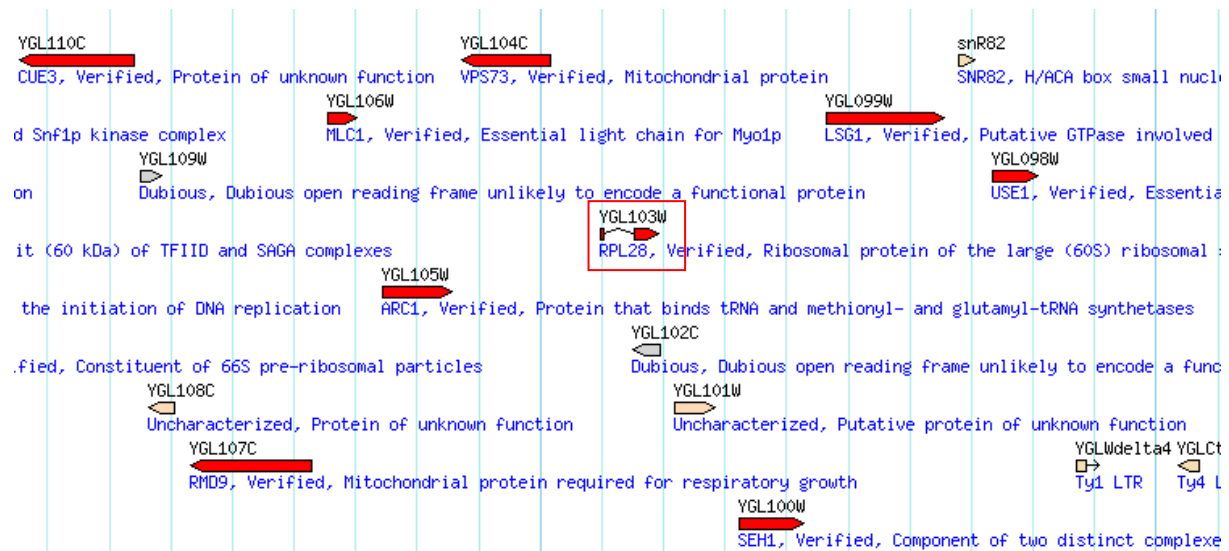 YGL110C YGL104C snR82
CUE3, Verified, Protein of unknown function VPS73, Verified, Mitochondrial protein SNR82, H/ACA box small nucl
YGL106W YGL099W
d Snf1p kinase complex MLC1, Verified, Essential light chain for Myo1p LSG1, Verified, Putative GTPase involved
YGL109W YGL098W
on Dubious, Dubious open reading frame unlikely to encode a functional protein USE1, Verified, Essentia
YGL103W
it (60 kDa) of TFIID and SAGA complexes RPL28, Verified, Ribosomal protein of the large (60S) ribosomal
YGL105W
the initiation of DNA replication ARC1, Verified, Protein that binds tRNA and methionyl- and glutamyl-tRNA synthetases
YGL102C
.fied, Constituent of 66S pre-ribosomal particles Dubious, Dubious open reading frame unlikely to encode a func
YGL108C YGL101W
Uncharacterized, Protein of unknown function Uncharacterized, Putative protein of unknown function
YGL107C YGLWdelta4 YGLCt
RMD9, Verified, Mitochondrial protein required for respiratory growth Ty1 LTR Ty4 L
YGL100W
SEH1, Verified, Component of two distinct complexe